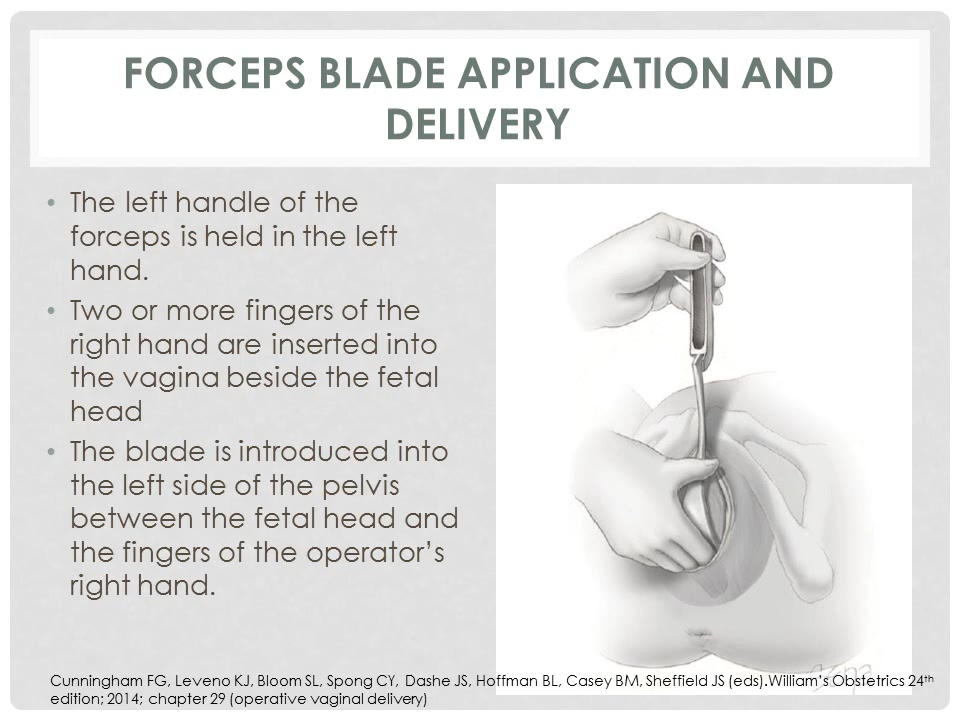 FORCEPS BLADE APPLICATION AND
DELIVERY
• The left handle of the
forceps is held in the left
hand.
• Two or more fingers of the
right hand are inserted into
the vagina beside the fetal
head
• The blade is introduced into
the left side of the pelvis
between the fetal head and
the fingers of the operator’s
right hand.
Cunningham FG, Leveno KJ, Bloom SL, Spong CY, Dashe JS, Hoffman BL, Casey BM, Sheffield JS (eds).William’s Obstetrics 24th
edition; 2014; chapter 29 (operative vaginal delivery)